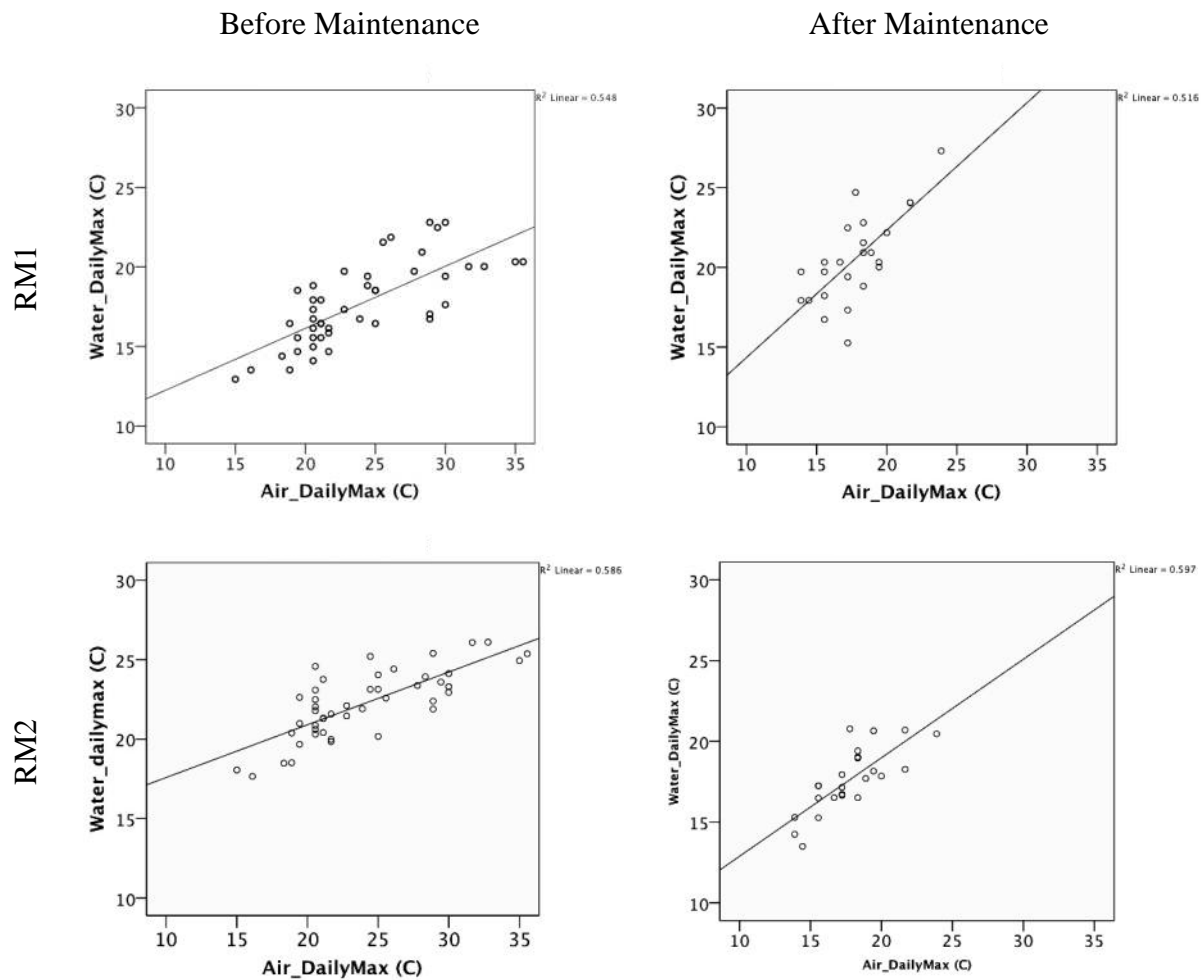 Before Maintenance
After Maintenance
RM1
R² Linear = 0.548
30
25
20
15
10
Water_DailyMax (C)
10 15 20 25 30 35
Air_DailyMax (C)
R² Linear = 0.516
30
25
20
15
10
Water_DailyMax (C)
10 15 20 25 30 35
Air_DailyMax (C)
RM2
R² Linear = 0.586
30
25
20
15
10
Water_dailymax (C)
10 15 20 25 30 35
Air_DailyMax (C)
R² Linear = 0.597
30
25
20
15
10
Water_DailyMax (C)
10 15 20 25 30 35
Air_DailyMax (C)